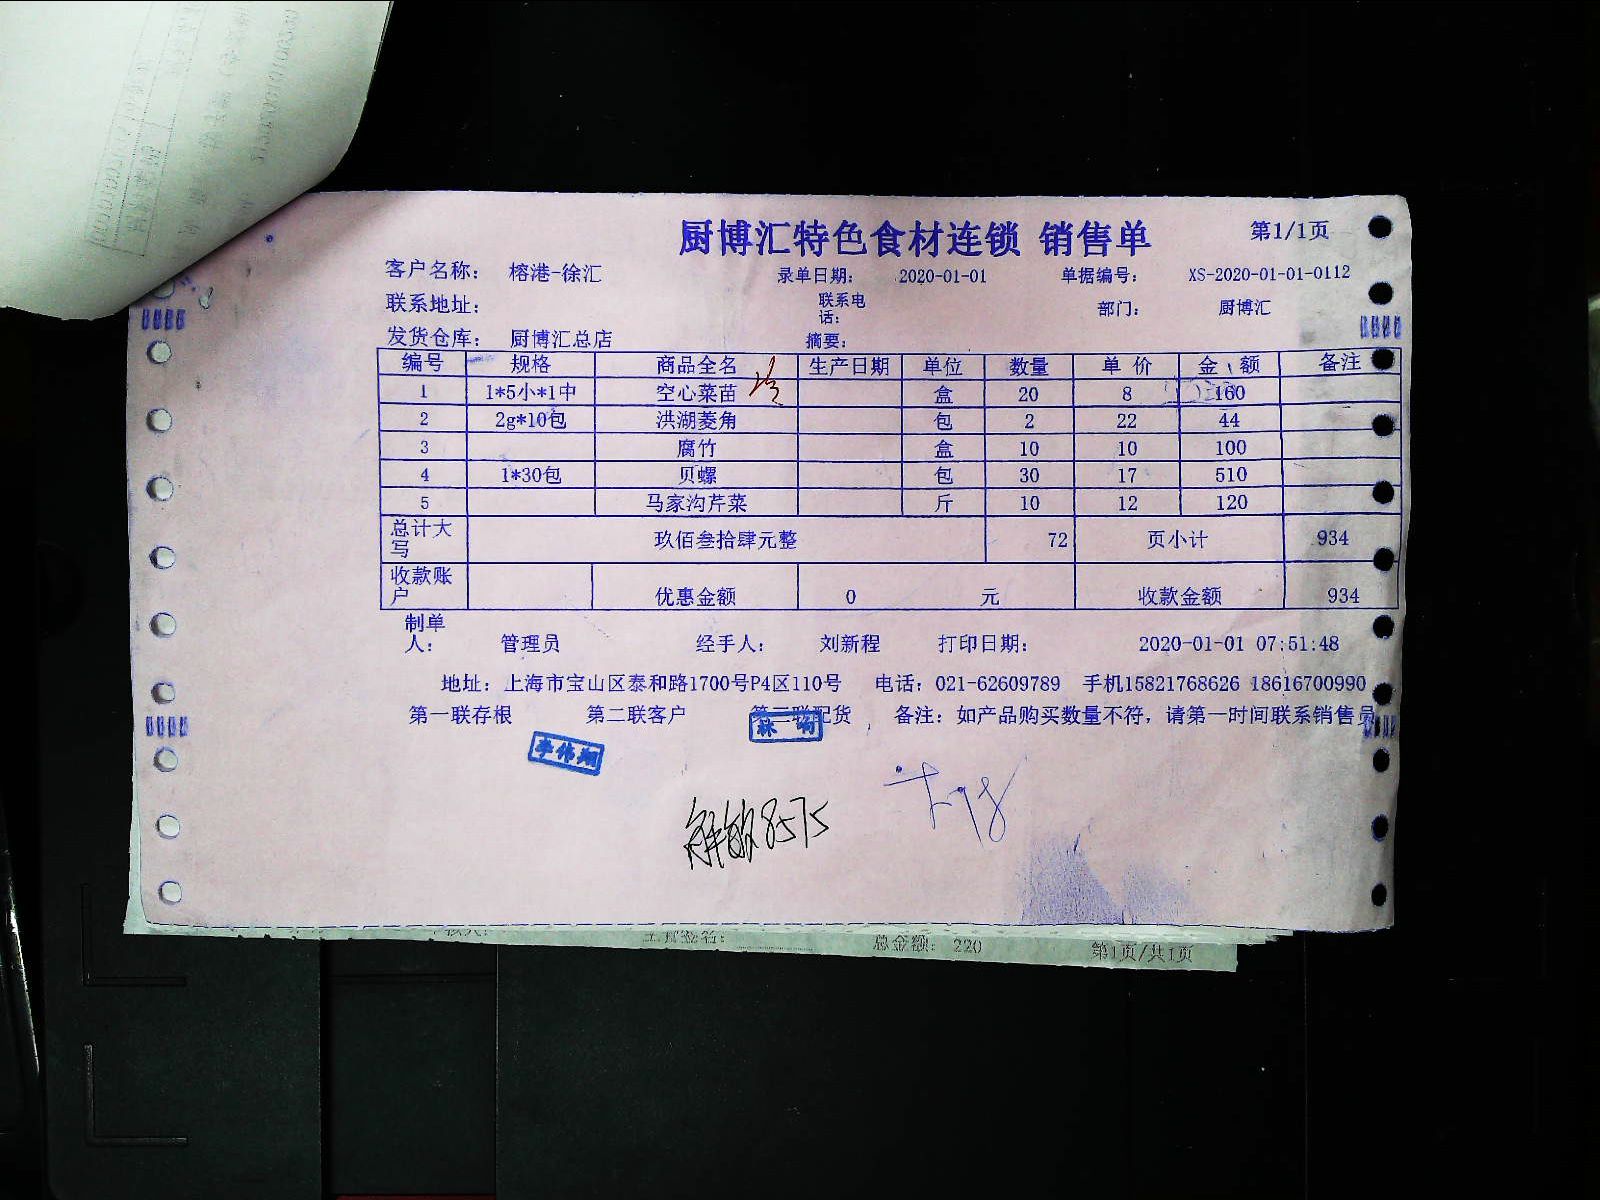 厨博汇特色食材连锁 销售单 第1/1页
客户名称： 榕港-徐汇 录单日期： 2020-01-01 单据编号： XS-2020-01-01-0112
联系地址： 联系电话： 部门： 厨博汇
发货仓库： 厨博汇总店 摘要：
编号 规格 商品全名 生产日期 单位 数量 单价 金额 备注
1 1*5小*1中 空心菜苗 盒 20 8 160
2 2g*10包 洪湖菱角 包 2 22 44
3 腐竹 盒 10 10 100
4 1*30包 贝螺 包 30 17 510
5 马家沟芹菜 斤 10 12 120
总计大写 玖佰叁拾肆元整 72 页小计 934
收款账户 优惠金额 0 元 收款金额 934
制单人： 管理员 经手人： 刘新程 打印日期： 2020-01-01 07:51:48
地址：上海市宝山区泰和路1700号P4区110号 电话：021-62609789 手机15821768626 18616700990
第一联存根 第二联客户 第三联配货 备注：如产品购买数量不符，请第一时间联系销售员
李伟翔
8575
总金额： 220 第1页/共1页